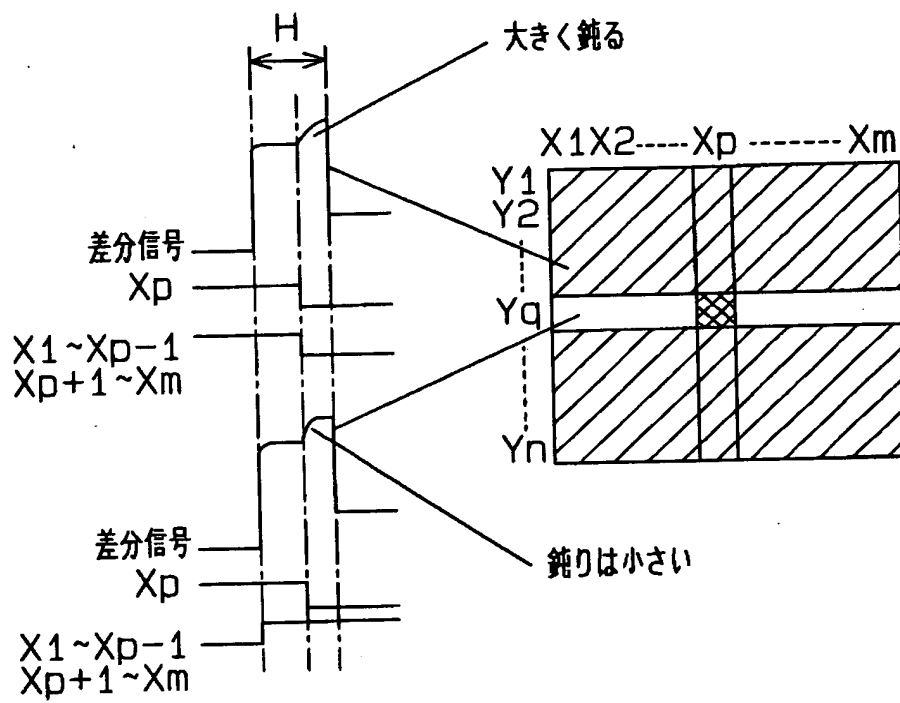 H
大きく鈍る
X1X2-----Xp-------Xm
Y1
Y2
差分信号
Xp
Yq
X1~Xp-1
Xp+1~Xm
Yn
差分信号
鈍りは小さい
Xp
X1~Xp-1
Xp+1~Xm